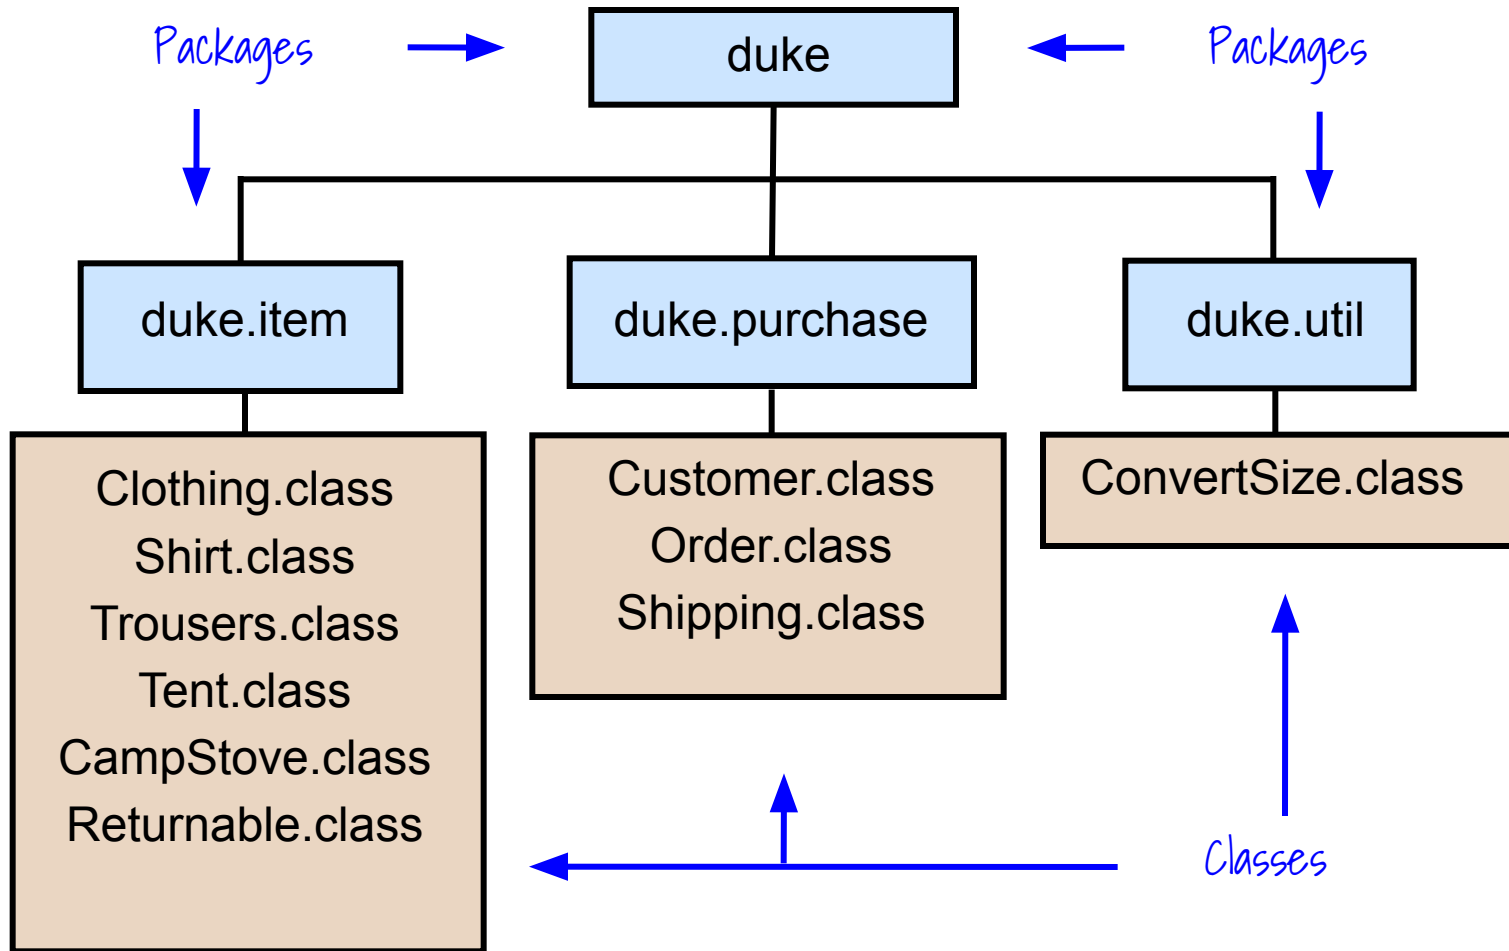 Packages
duke
Packages
duke.item
duke.purchase
duke.util
Clothing.class
Shirt.class
Trousers.class
Tent.class
CampStove.class
Returnable.class
Customer.class
Order.class
Shipping.class
ConvertSize.class
Classes